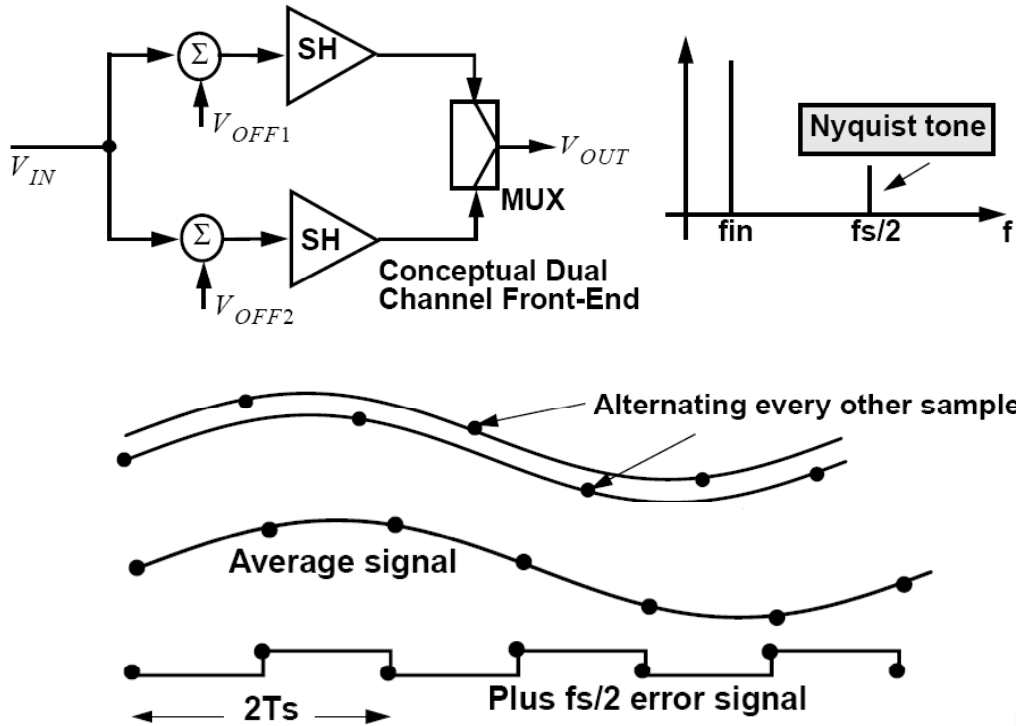 Σ
SH
V_OFF1
V_IN
V_OUT
MUX
Σ
SH
V_OFF2
Conceptual Dual
Channel Front-End
Nyquist tone
fin
fs/2
f
Alternating every other sample
Average signal
Plus fs/2 error signal
2Ts